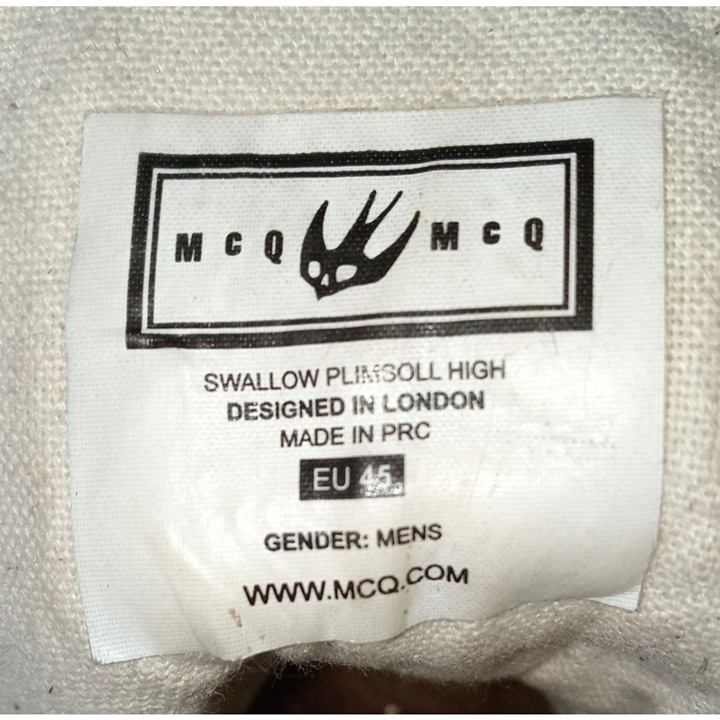 McQ McQ
SWALLOW PLIMSOLL HIGH
DESIGNED IN LONDON
MADE IN PRC
EU 45
GENDER: MENS
WWW.MCQ.COM